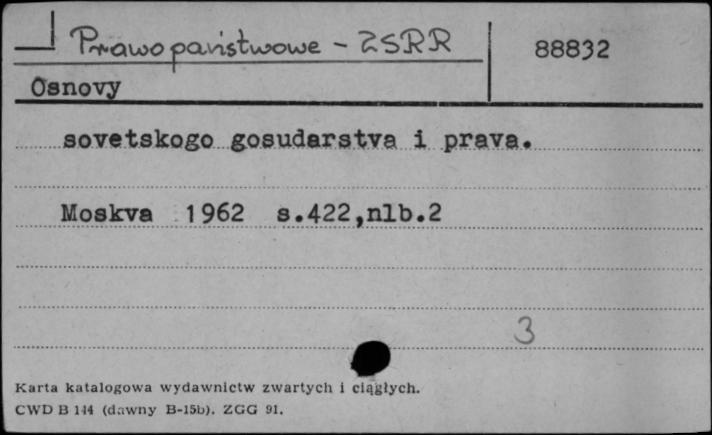 Prawo państwowe - ZSRR
88832
Osnovy
sovetskogo gosudarstva i prava.
Moskva 1962 s.422,nlb.2
3
Karta katalogowa wydawnictw zwartych i ciągłych.
CWD B 144 (dawny B-15b). ZGG 91.